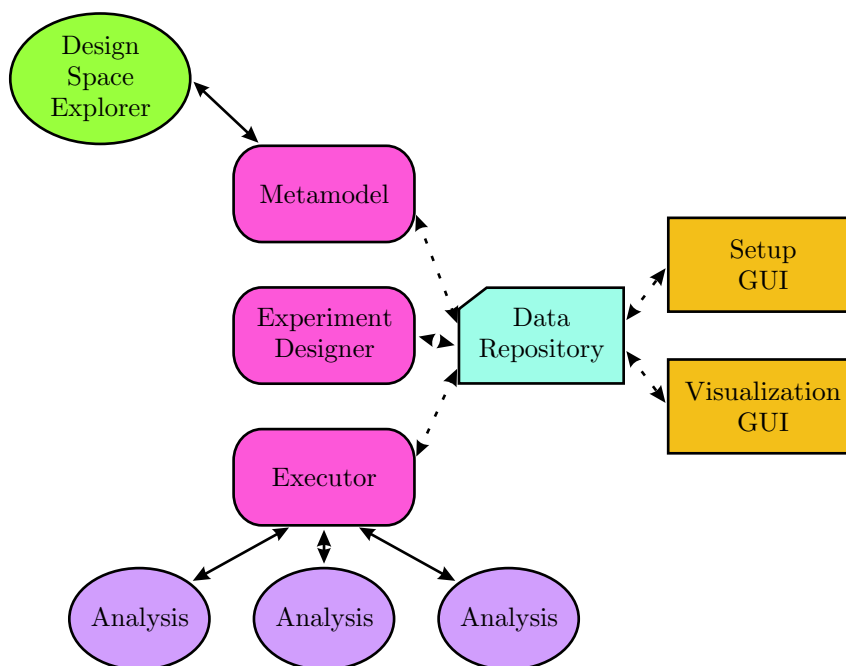 Design
Space
Explorer
Metamodel
Setup
GUI
Experiment
Designer
Data
Repository
Visualization
GUI
Executor
Analysis
Analysis
Analysis